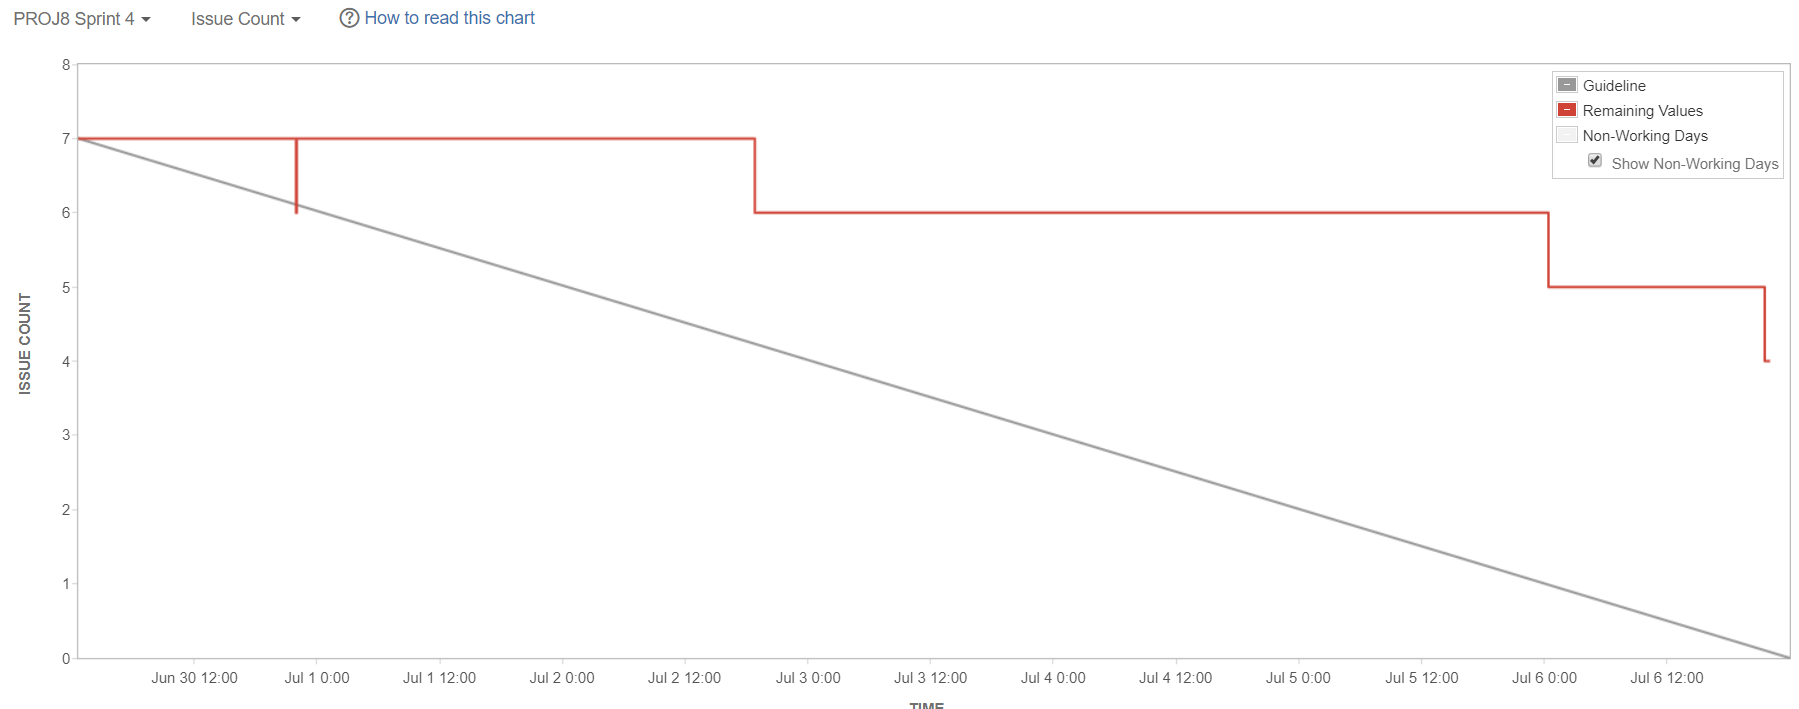 PROJ8 Sprint 4 Issue Count ? How to read this chart
8
Guideline
Remaining Values
Non-Working Days
Show Non-Working Days
7
6
5
4
3
2
1
0
ISSUE COUNT
Jun 30 12:00 Jul 1 0:00 Jul 1 12:00 Jul 2 0:00 Jul 2 12:00 Jul 3 0:00 Jul 3 12:00 Jul 4 0:00 Jul 4 12:00 Jul 5 0:00 Jul 5 12:00 Jul 6 0:00 Jul 6 12:00
TIME